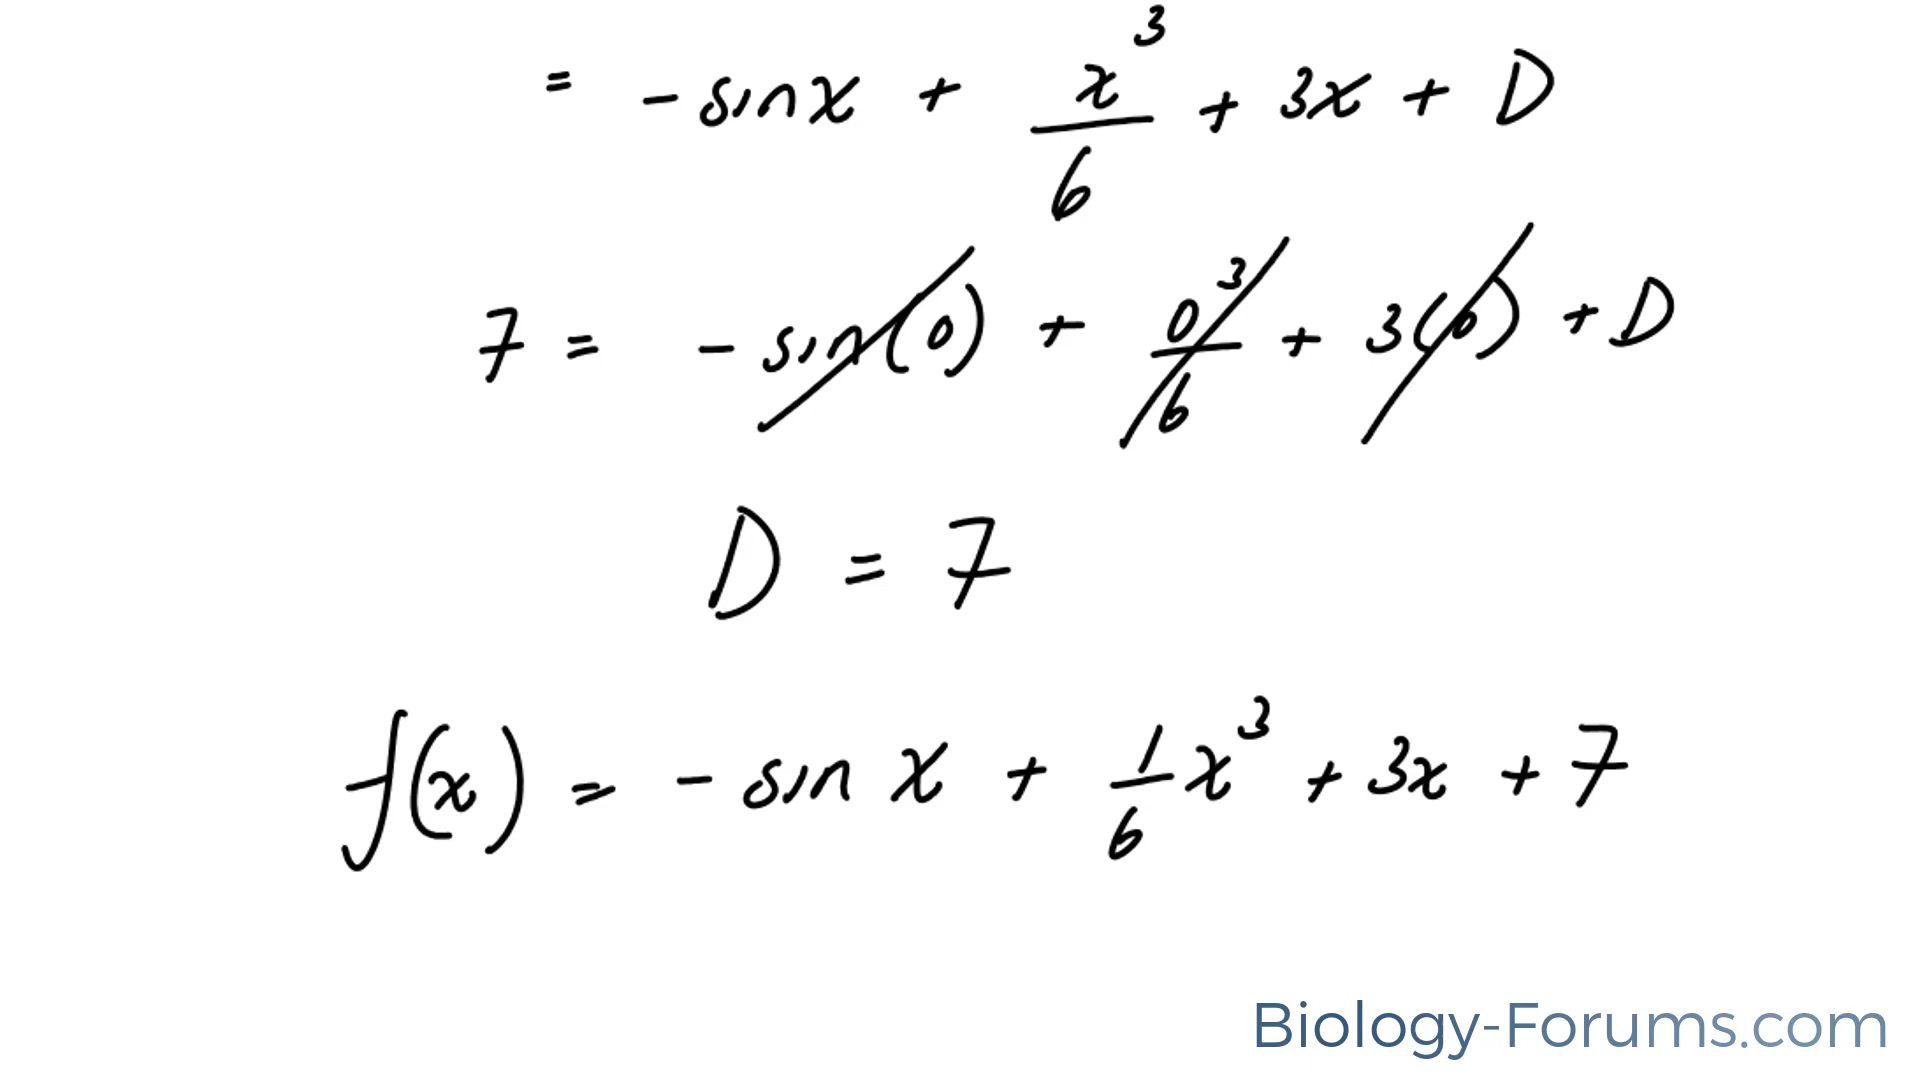 = - sin x + x³/6 + 3x + D
7 = - sin(0) + 0³/6 + 3(0) + D
D = 7
f(x) = - sin x + 1/6 x³ + 3x + 7
Biology-Forums.com